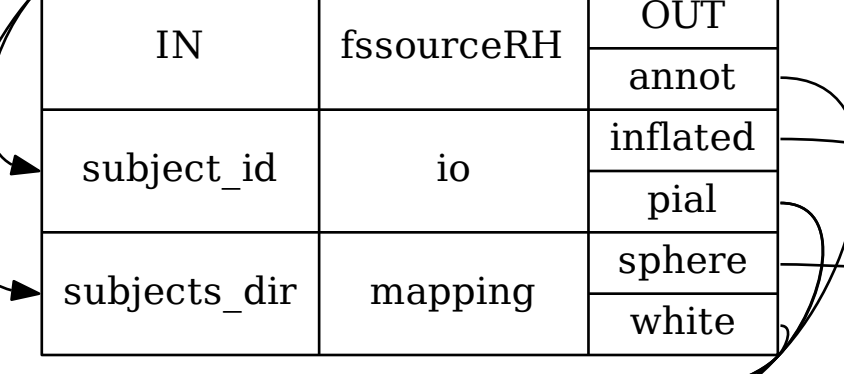 IN
fssourceRH
OUT
annot
subject_id
io
inflated
pial
subjects_dir
mapping
sphere
white